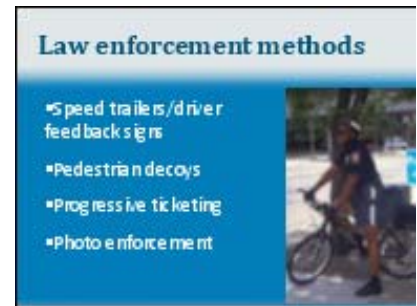 Law enforcement methods
▪Speed trailers/driver
feedback signs
▪Pedestrian decoys
▪Progressive ticketing
▪Photo enforcement